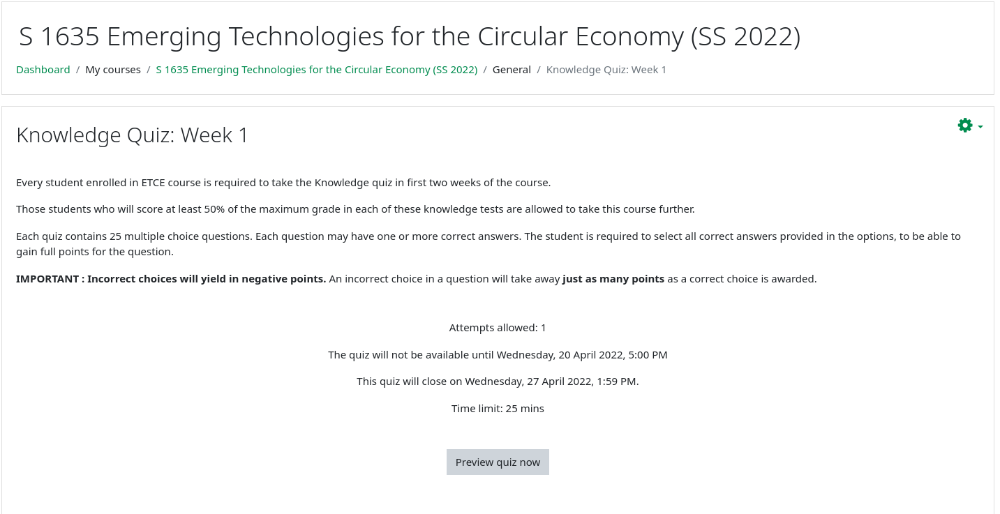 S 1635 Emerging Technologies for the Circular Economy (SS 2022)
Dashboard / My courses / S 1635 Emerging Technologies for the Circular Economy (SS 2022) / General / Knowledge Quiz: Week 1
Knowledge Quiz: Week 1
Every student enrolled in ETCE course is required to take the Knowledge quiz in first two weeks of the course.
Those students who will score at least 50% of the maximum grade in each of these knowledge tests are allowed to take this course further.
Each quiz contains 25 multiple choice questions. Each question may have one or more correct answers. The student is required to select all correct answers provided in the options, to be able to
gain full points for the question.
IMPORTANT : Incorrect choices will yield in negative points. An incorrect choice in a question will take away just as many points as a correct choice is awarded.
Attempts allowed: 1
The quiz will not be available until Wednesday, 20 April 2022, 5:00 PM
This quiz will close on Wednesday, 27 April 2022, 1:59 PM.
Time limit: 25 mins
Preview quiz now